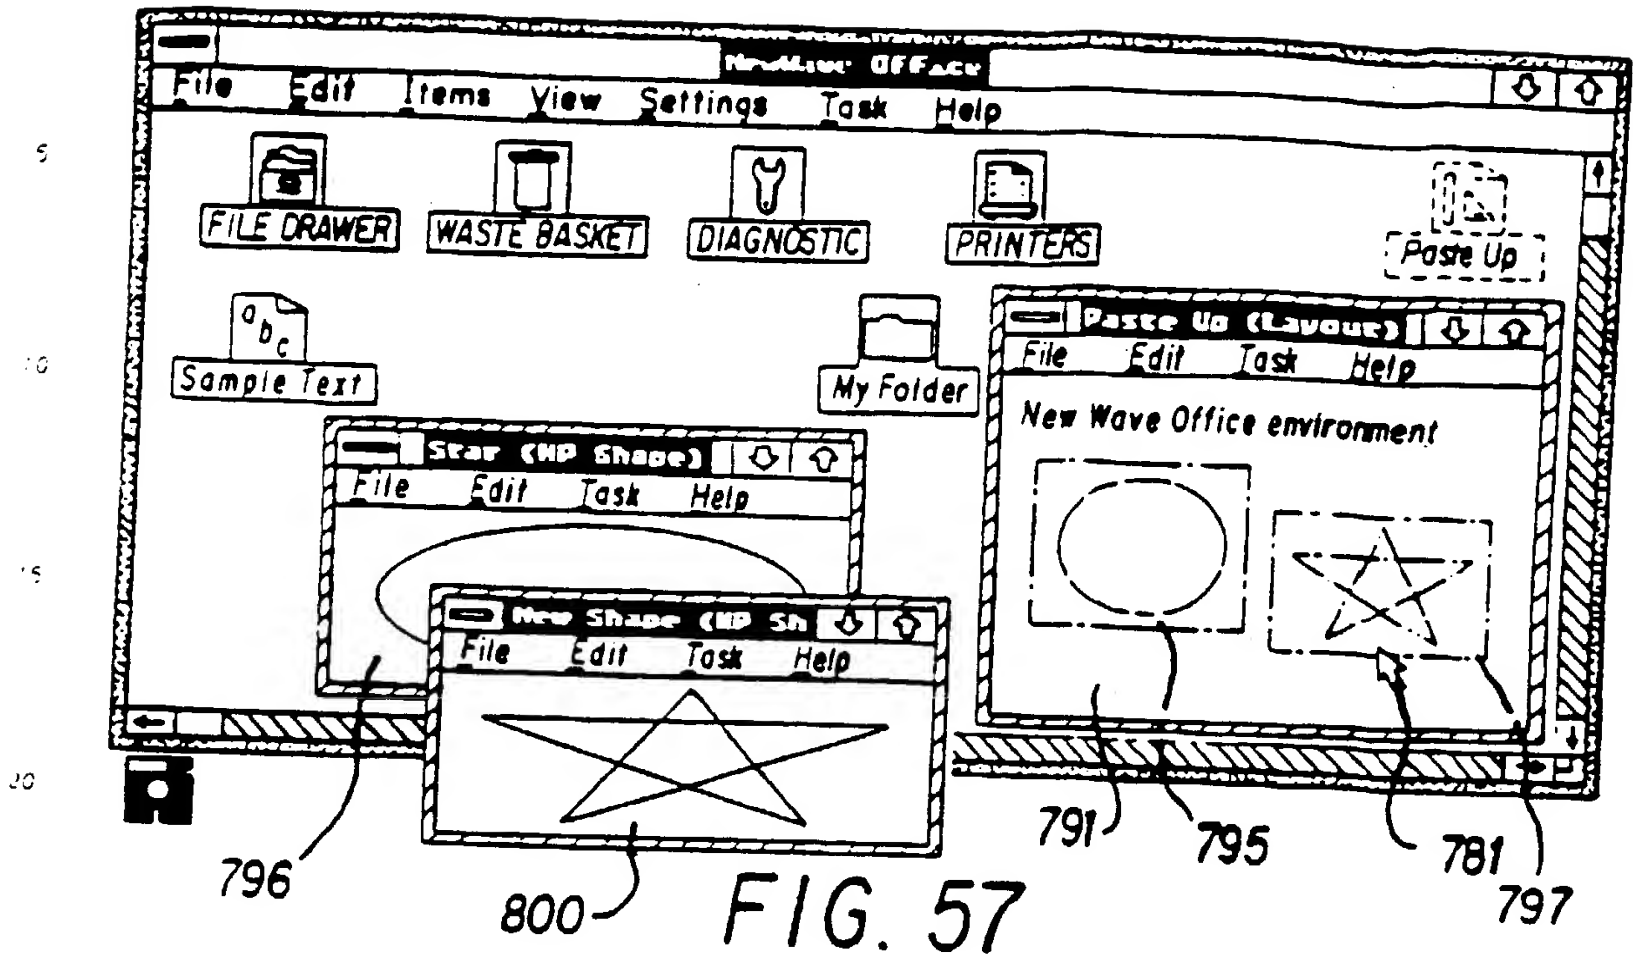 NewWave Office
File Edit Items View Settings Task Help
5
FILE DRAWER
WASTE BASKET
DIAGNOSTIC
PRINTERS
Paste Up
abc
Sample Text
10
My Folder
Paste Up (Layout)
File Edit Task Help
New Wave Office environment
Star (HP Shape)
File Edit Task Help
15
New Shape (HP Sh
File Edit Task Help
20
796
800
791
795
781
797
FIG. 57